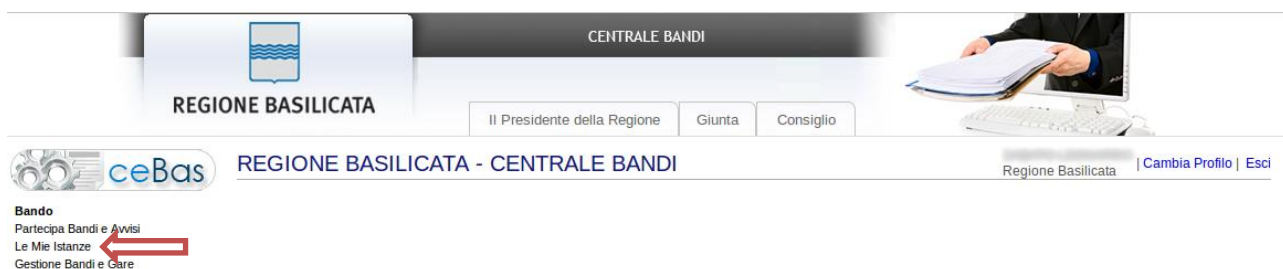 CENTRALE BANDI
REGIONE BASILICATA
Il Presidente della Regione
Giunta
Consiglio
ceBas
REGIONE BASILICATA - CENTRALE BANDI
Regione Basilicata
| Cambia Profilo | Esci
Bando
Partecipa Bandi e Avvisi
Le Mie Istanze
Gestione Bandi e Gare